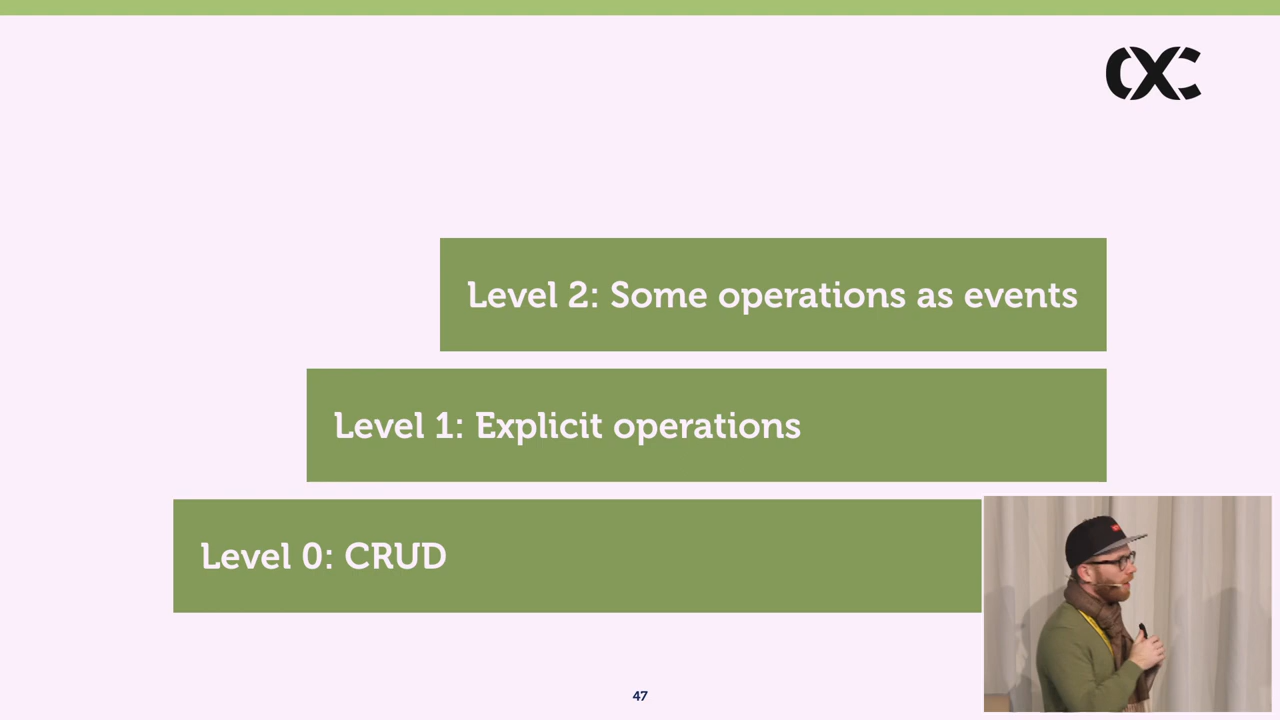 Level 2: Some operations as events
Level 1: Explicit operations
Level 0: CRUD
47